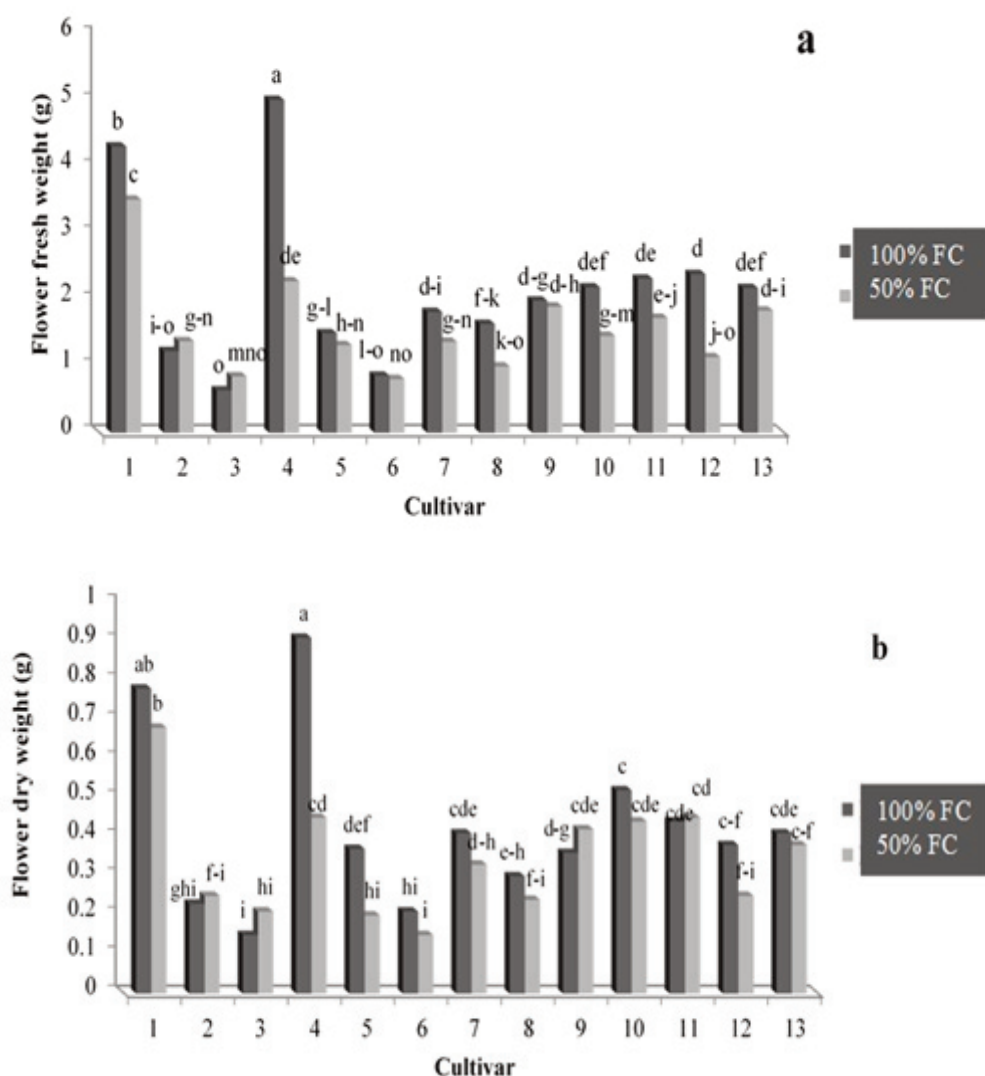 a
6
5
4
3
2
1
0
Flower fresh weight (g)
b c i-o g-n o mno a de g-l h-n l-o no d-i g-n f-k k-o d-g d-h def g-m de e-j d j-o def d-i
1 2 3 4 5 6 7 8 9 10 11 12 13
Cultivar
100% FC
50% FC
b
1
0.9
0.8
0.7
0.6
0.5
0.4
0.3
0.2
0.1
0
Flower dry weight (g)
ab b ghi f-i i hi a cd def hi hi i cde d-h e-h f-i d-g cde c cde cde cd c-f f-i cde c-f
1 2 3 4 5 6 7 8 9 10 11 12 13
Cultivar
100% FC
50% FC